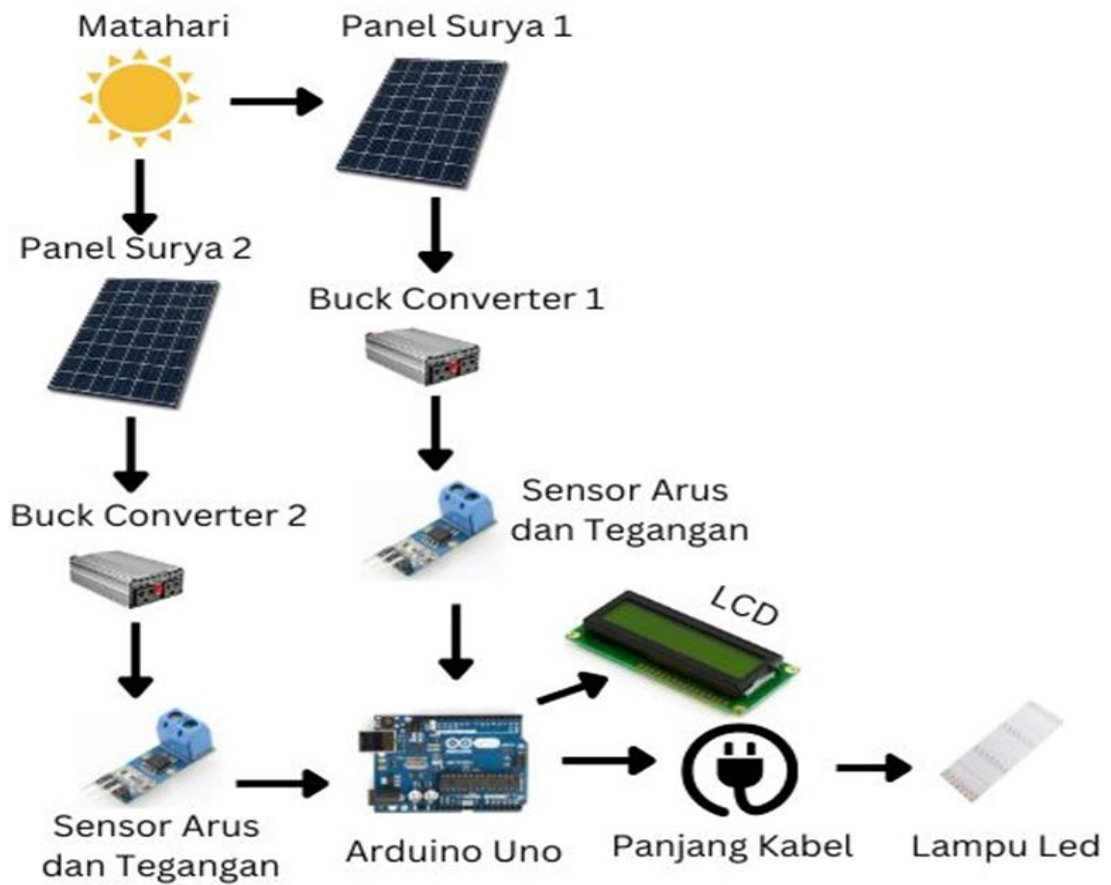 Matahari
Panel Surya 1
Panel Surya 2
Buck Converter 1
Sensor Arus
dan Tegangan
Buck Converter 2
LCD
Sensor Arus
dan Tegangan
Arduino Uno
Panjang Kabel
Lampu Led